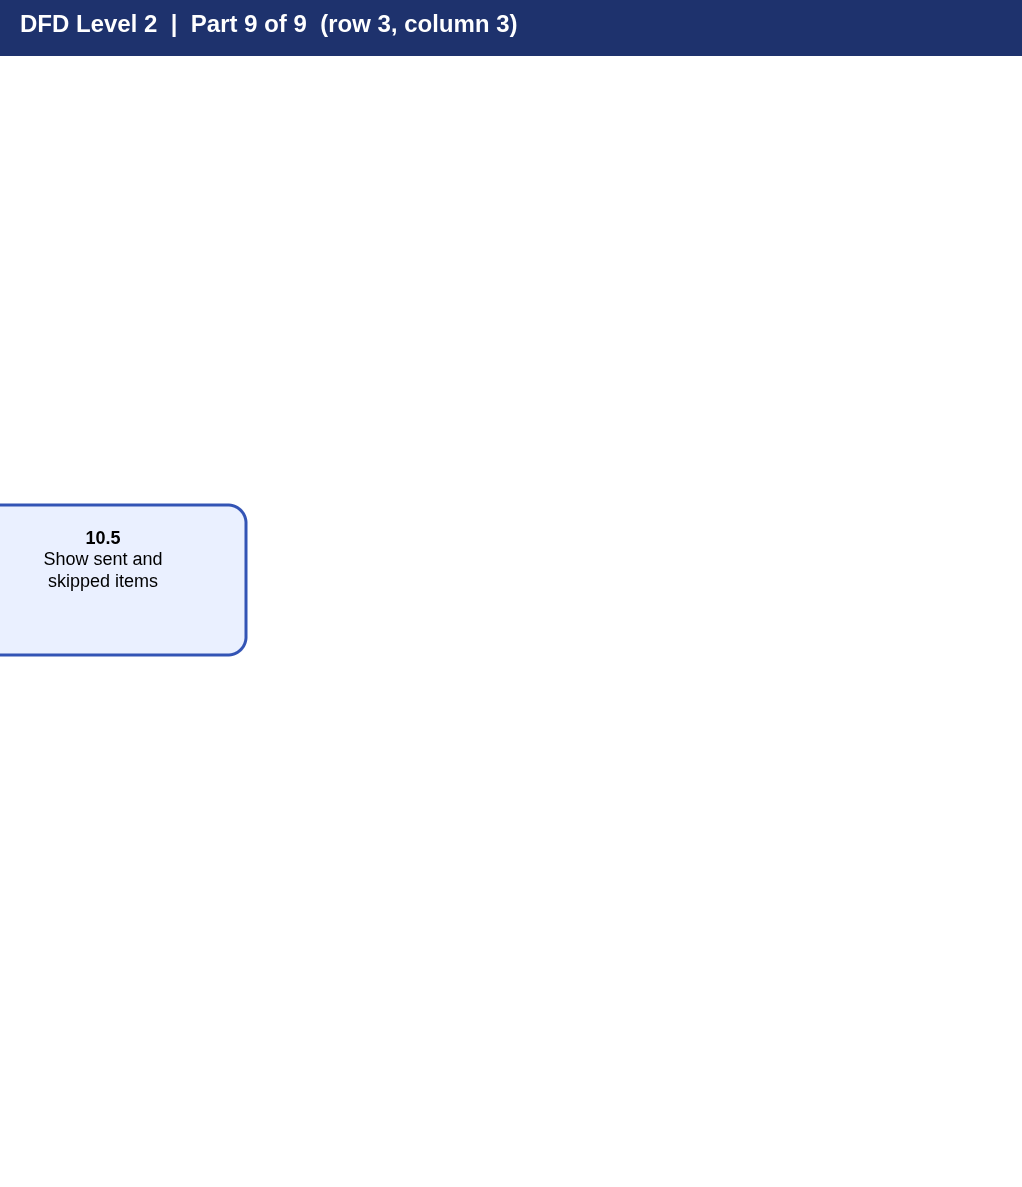 DFD Level 2  |  Part 9 of 9  (row 3, column 3)
10.5
Show sent and
skipped items